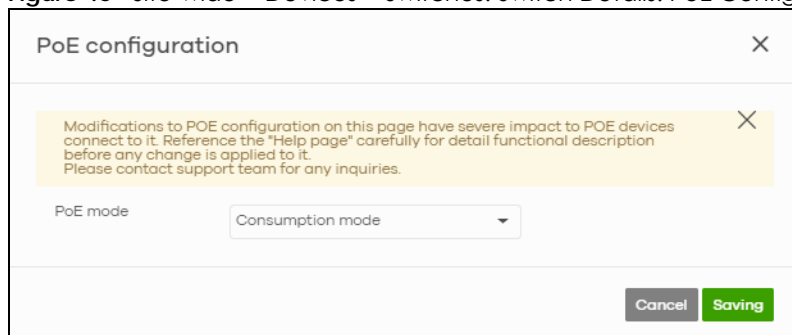 PoE configuration
Modifications to POE configuration on this page have severe impact to POE devices
connect to it. Reference the "Help page" carefully for detail functional description
before any change is applied to it.
Please contact support team for any inquiries.
PoE mode
Consumption mode
Cancel Saving